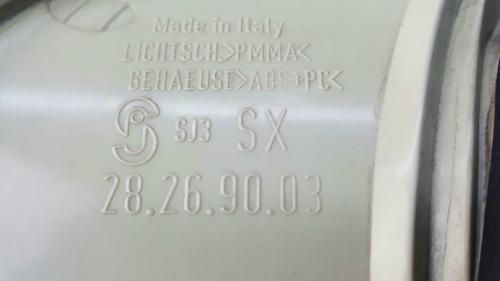 Made in Italy
LICHTSCH.>PMMA<
GEHAEUSE>ABS+PC<
SJ3 SX
28.26.90.03